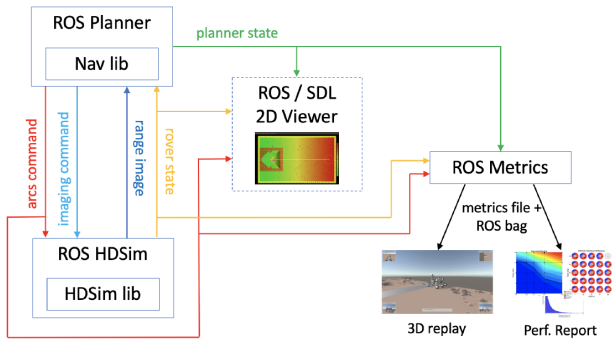 ROS Planner
Nav lib
planner state
ROS / SDL
2D Viewer
arcs command
imaging command
range image
rover state
ROS Metrics
metrics file +
ROS bag
ROS HDSim
HDSim lib
3D replay
Perf. Report